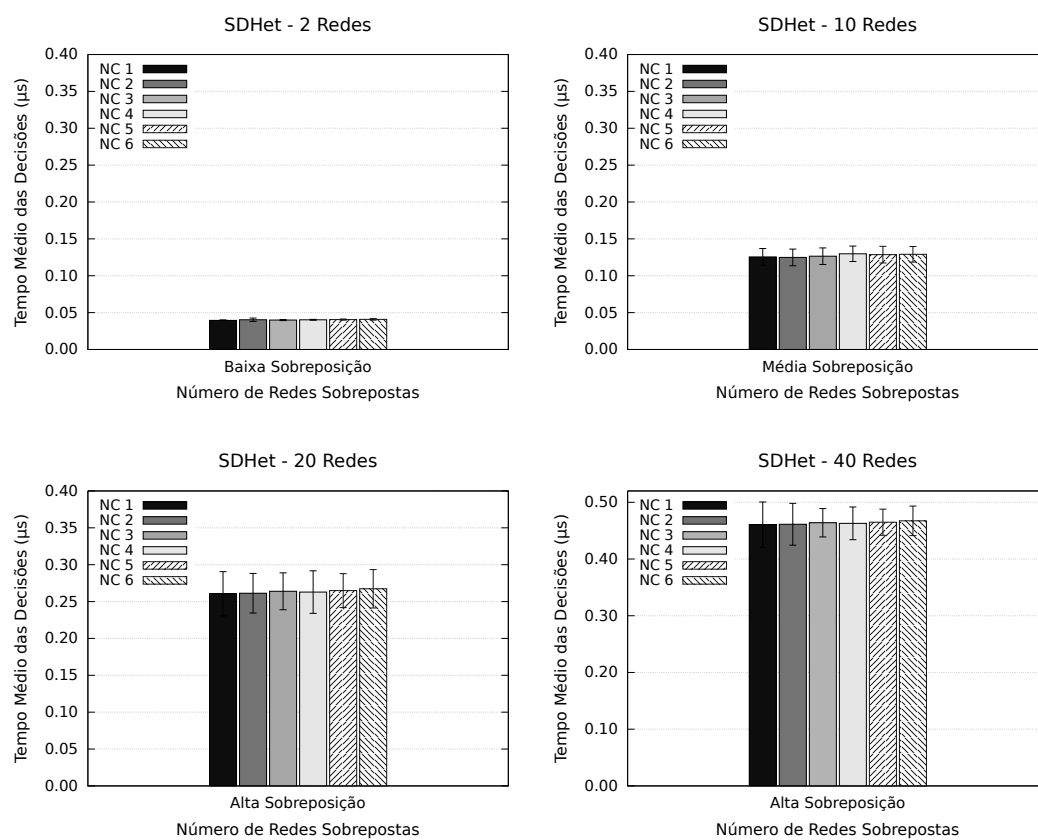 SDHet - 2 Redes
Tempo Médio das Decisões (µs)
0.40
0.35
0.30
0.25
0.20
0.15
0.10
0.05
0.00
NC 1
NC 2
NC 3
NC 4
NC 5
NC 6
Baixa Sobreposição
Número de Redes Sobrepostas
SDHet - 10 Redes
Tempo Médio das Decisões (µs)
0.40
0.35
0.30
0.25
0.20
0.15
0.10
0.05
0.00
NC 1
NC 2
NC 3
NC 4
NC 5
NC 6
Média Sobreposição
Número de Redes Sobrepostas
SDHet - 20 Redes
Tempo Médio das Decisões (µs)
0.40
0.35
0.30
0.25
0.20
0.15
0.10
0.05
0.00
NC 1
NC 2
NC 3
NC 4
NC 5
NC 6
Alta Sobreposição
Número de Redes Sobrepostas
SDHet - 40 Redes
Tempo Médio das Decisões (µs)
0.50
0.40
0.30
0.20
0.10
0.00
NC 1
NC 2
NC 3
NC 4
NC 5
NC 6
Alta Sobreposição
Número de Redes Sobrepostas